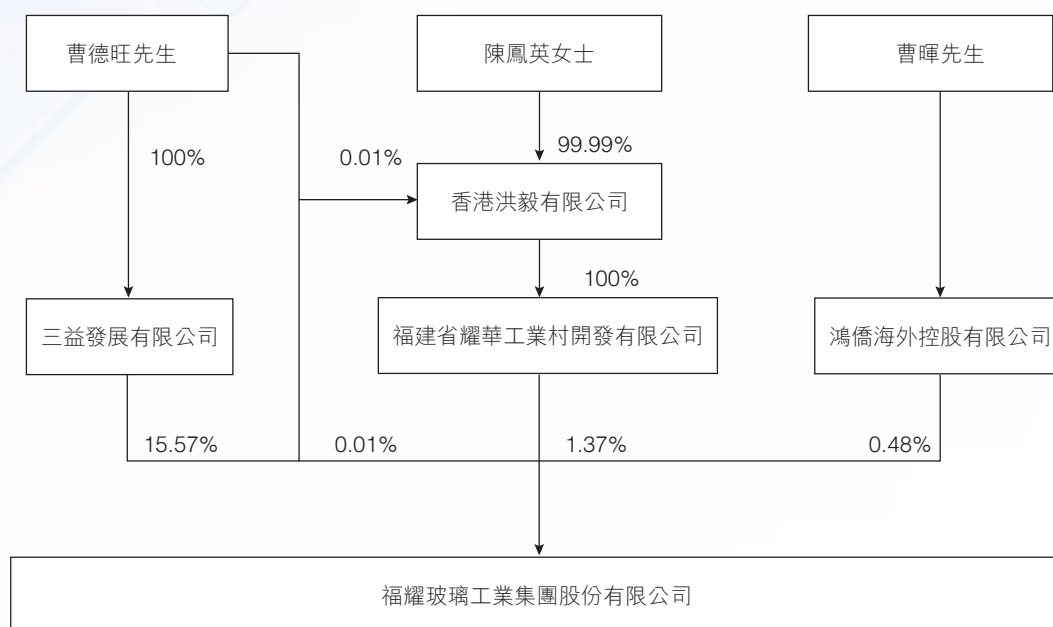 曹德旺先生
陳鳳英女士
曹暉先生
100%
0.01%
99.99%
香港洪毅有限公司
100%
三益發展有限公司
福建省耀華工業村開發有限公司
鴻僑海外控股有限公司
15.57%
0.01%
1.37%
0.48%
福耀玻璃工業集團股份有限公司